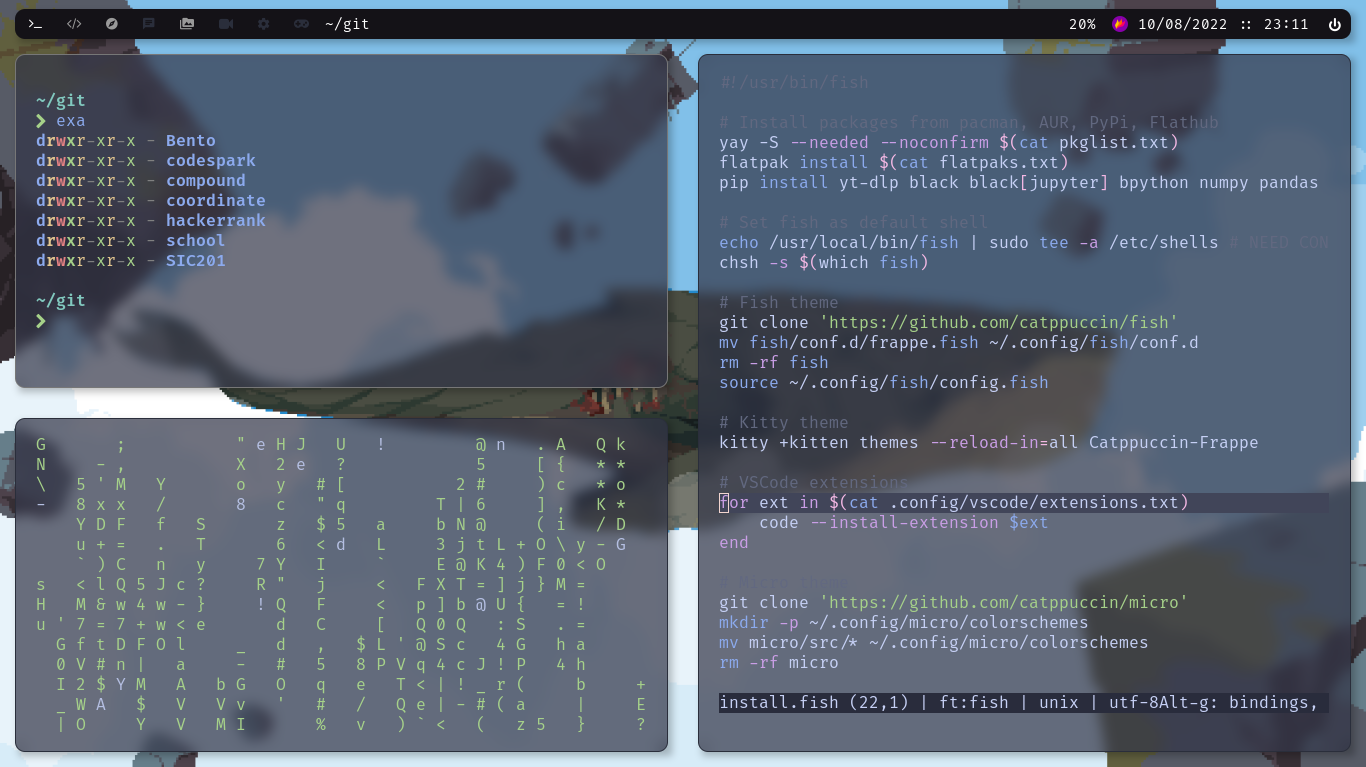 ~/git
20% 10/08/2022 :: 23:11
~/git
❯ exa
drwxr-xr-x - Bento
drwxr-xr-x - codespark
drwxr-xr-x - compound
drwxr-xr-x - coordinate
drwxr-xr-x - hackerrank
drwxr-xr-x - school
drwxr-xr-x - SIC201
~/git
❯
G ; " e H J U ! @ n . A Q k
N - , X 2 e ? 5 [ { * *
\ 5 ' M Y o y # [ 2 # ) c * o
- 8 x x / 8 c " q T | 6 ] , K *
Y D F f S z $ 5 a b N @ ( i / D
u + = . T 6 < d L 3 j t L + O \ y - G
` ) C n y 7 Y I ` E @ K 4 ) F 0 < O
s < l Q 5 J c ? R " j < F X T = ] j } M =
H M & w 4 w - } ! Q F < p ] b @ U { = !
u ' 7 = 7 + w < e d C [ Q 0 Q : S . =
G f t D F O l _ d , $ L ' @ S c 4 G h a
0 V # n | a - # 5 8 P V q 4 c J ! P 4 h
I 2 $ Y M A b G O q e T < | ! _ r ( b +
_ W A $ V V v ' # / Q e | - # ( a | E
| O Y V M I % v ) ` < ( z 5 } ?
#!/usr/bin/fish
# Install packages from pacman, AUR, PyPi, Flathub
yay -S --needed --noconfirm $(cat pkglist.txt)
flatpak install $(cat flatpaks.txt)
pip install yt-dlp black black[jupyter] bpython numpy pandas
# Set fish as default shell
echo /usr/local/bin/fish | sudo tee -a /etc/shells # NEED CON
chsh -s $(which fish)
# Fish theme
git clone 'https://github.com/catppuccin/fish'
mv fish/conf.d/frappe.fish ~/.config/fish/conf.d
rm -rf fish
source ~/.config/fish/config.fish
# Kitty theme
kitty +kitten themes --reload-in=all Catppuccin-Frappe
# VSCode extensions
for ext in $(cat .config/vscode/extensions.txt)
code --install-extension $ext
end
# Micro theme
git clone 'https://github.com/catppuccin/micro'
mkdir -p ~/.config/micro/colorschemes
mv micro/src/* ~/.config/micro/colorschemes
rm -rf micro
install.fish (22,1) | ft:fish | unix | utf-8Alt-g: bindings,